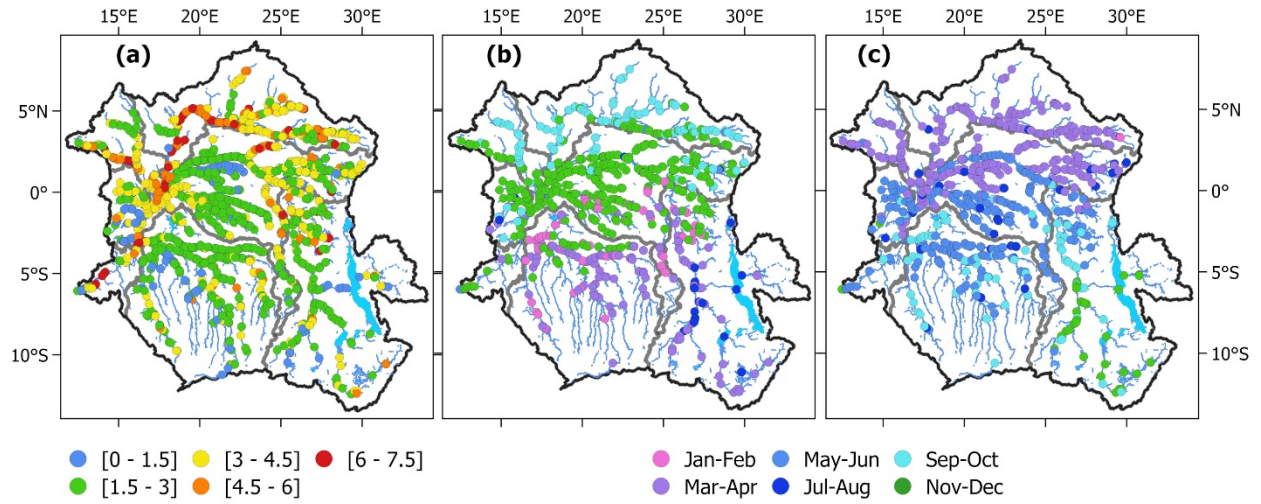 15°E 20°E 25°E 30°E 15°E 20°E 25°E 30°E 15°E 20°E 25°E 30°E
(a) (b) (c)
5°N 5°N
0° 0°
5°S 5°S
10°S 10°S
[0 - 1.5] [3 - 4.5] [6 - 7.5] Jan-Feb May-Jun Sep-Oct
[1.5 - 3] [4.5 - 6] Mar-Apr Jul-Aug Nov-Dec